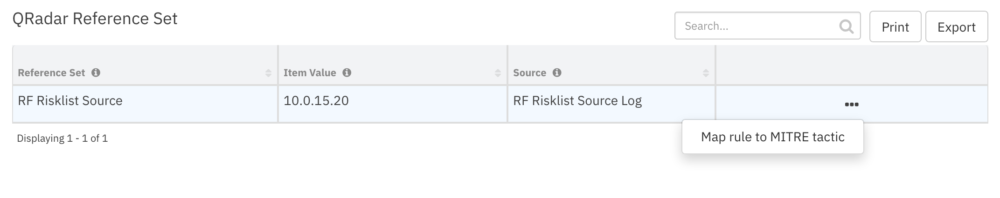 QRadar Reference Set
Search...
Print
Export
Reference Set
Item Value
Source
RF Risklist Source
10.0.15.20
RF Risklist Source Log
Map rule to MITRE tactic
Displaying 1 - 1 of 1